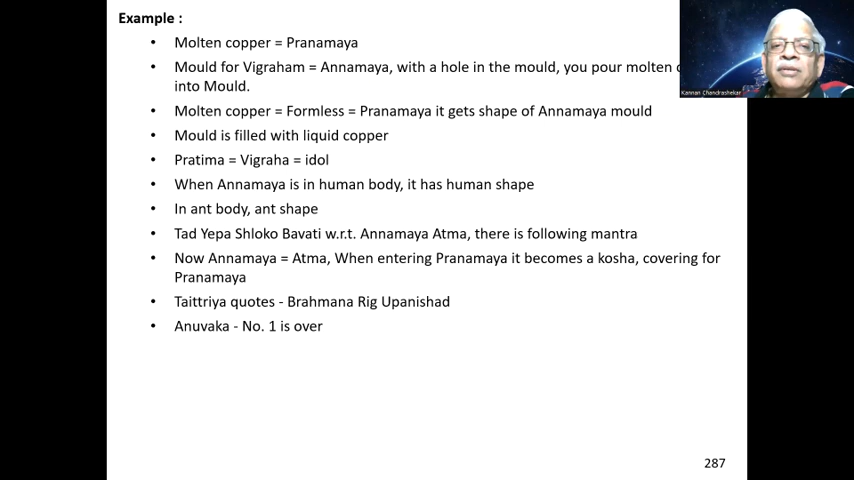 Example :
• Molten copper = Pranamaya
• Mould for Vigraham = Annamaya, with a hole in the mould, you pour molten
into Mould.
• Molten copper = Formless = Pranamaya it gets shape of Annamaya mould
• Mould is filled with liquid copper
• Pratima = Vigraha = idol
• When Annamaya is in human body, it has human shape
• In ant body, ant shape
• Tad Yepa Shloko Bavati w.r.t. Annamaya Atma, there is following mantra
• Now Annamaya = Atma, When entering Pranamaya it becomes a kosha, covering for
Pranamaya
• Taittriya quotes - Brahmana Rig Upanishad
• Anuvaka - No. 1 is over
Kannan Chandrashekar
287